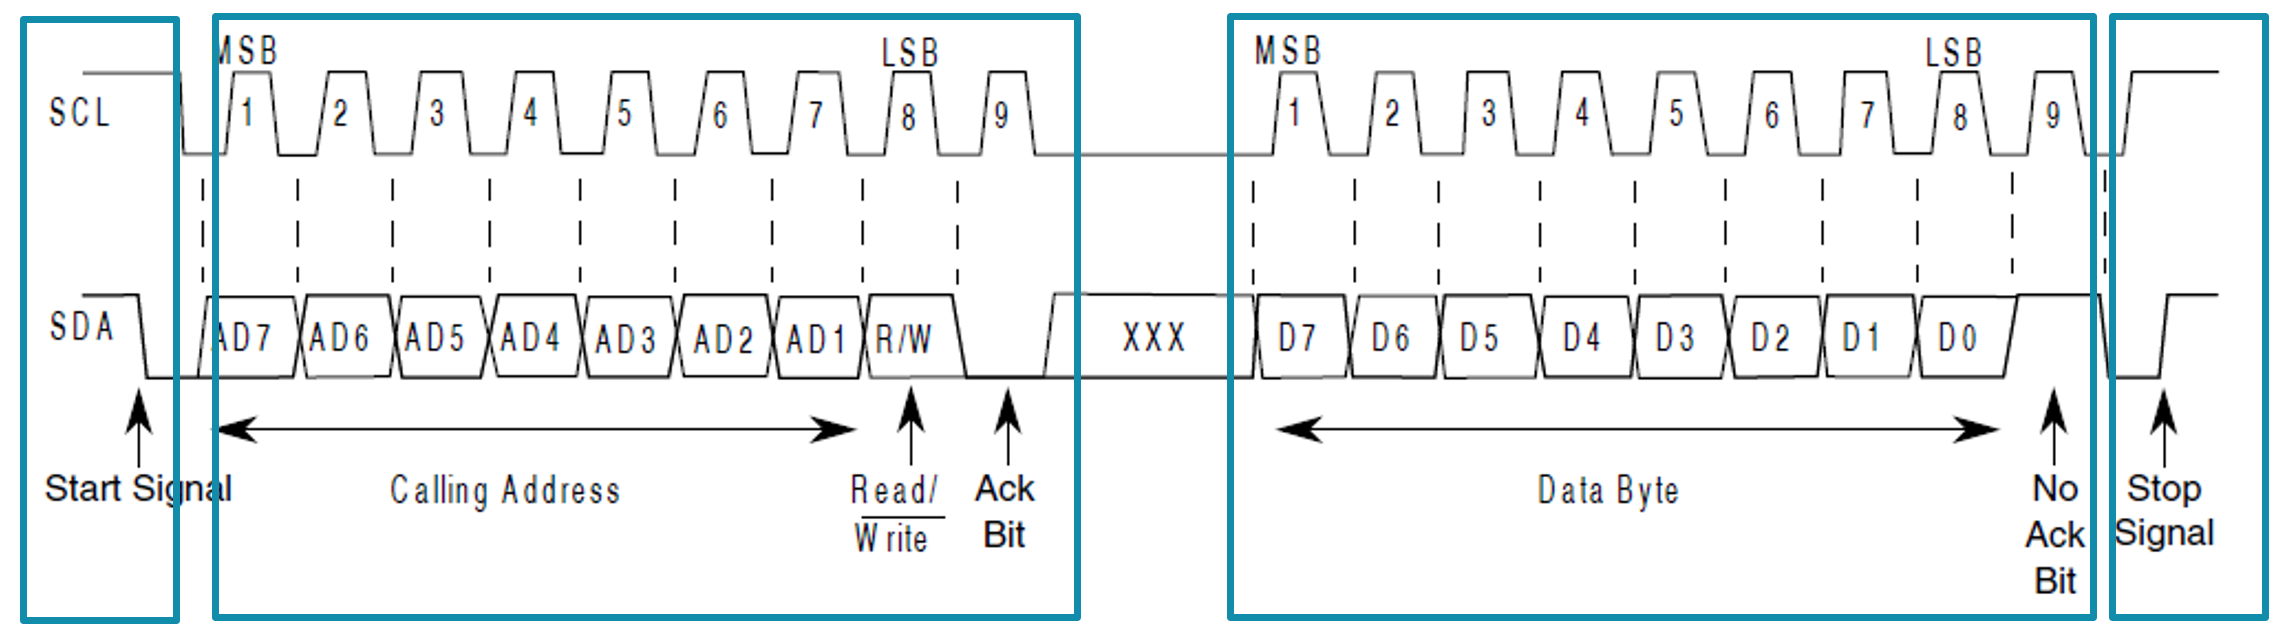 MSB LSB MSB LSB
SCL 1 2 3 4 5 6 7 8 9 1 2 3 4 5 6 7 8 9
SDA AD7 AD6 AD5 AD4 AD3 AD2 AD1 R/W XXX D7 D6 D5 D4 D3 D2 D1 D0
Start Signal
Calling Address
Read/
Write
Ack
Bit
Data Byte
No
Ack
Bit
Stop
Signal